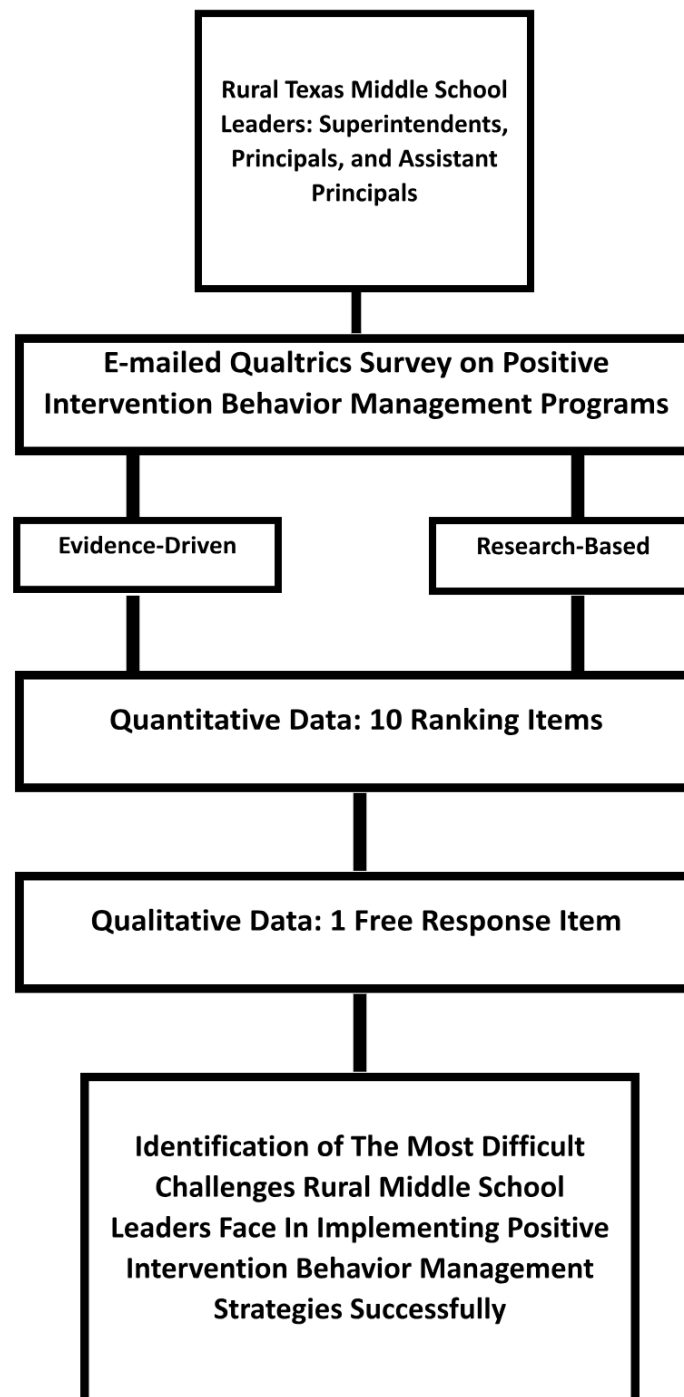 Rural Texas Middle School
Leaders: Superintendents,
Principals, and Assistant
Principals
E-mailed Qualtrics Survey on Positive
Intervention Behavior Management Programs
Evidence-Driven
Research-Based
Quantitative Data: 10 Ranking Items
Qualitative Data: 1 Free Response Item
Identification of The Most Difficult
Challenges Rural Middle School
Leaders Face In Implementing Positive
Intervention Behavior Management
Strategies Successfully